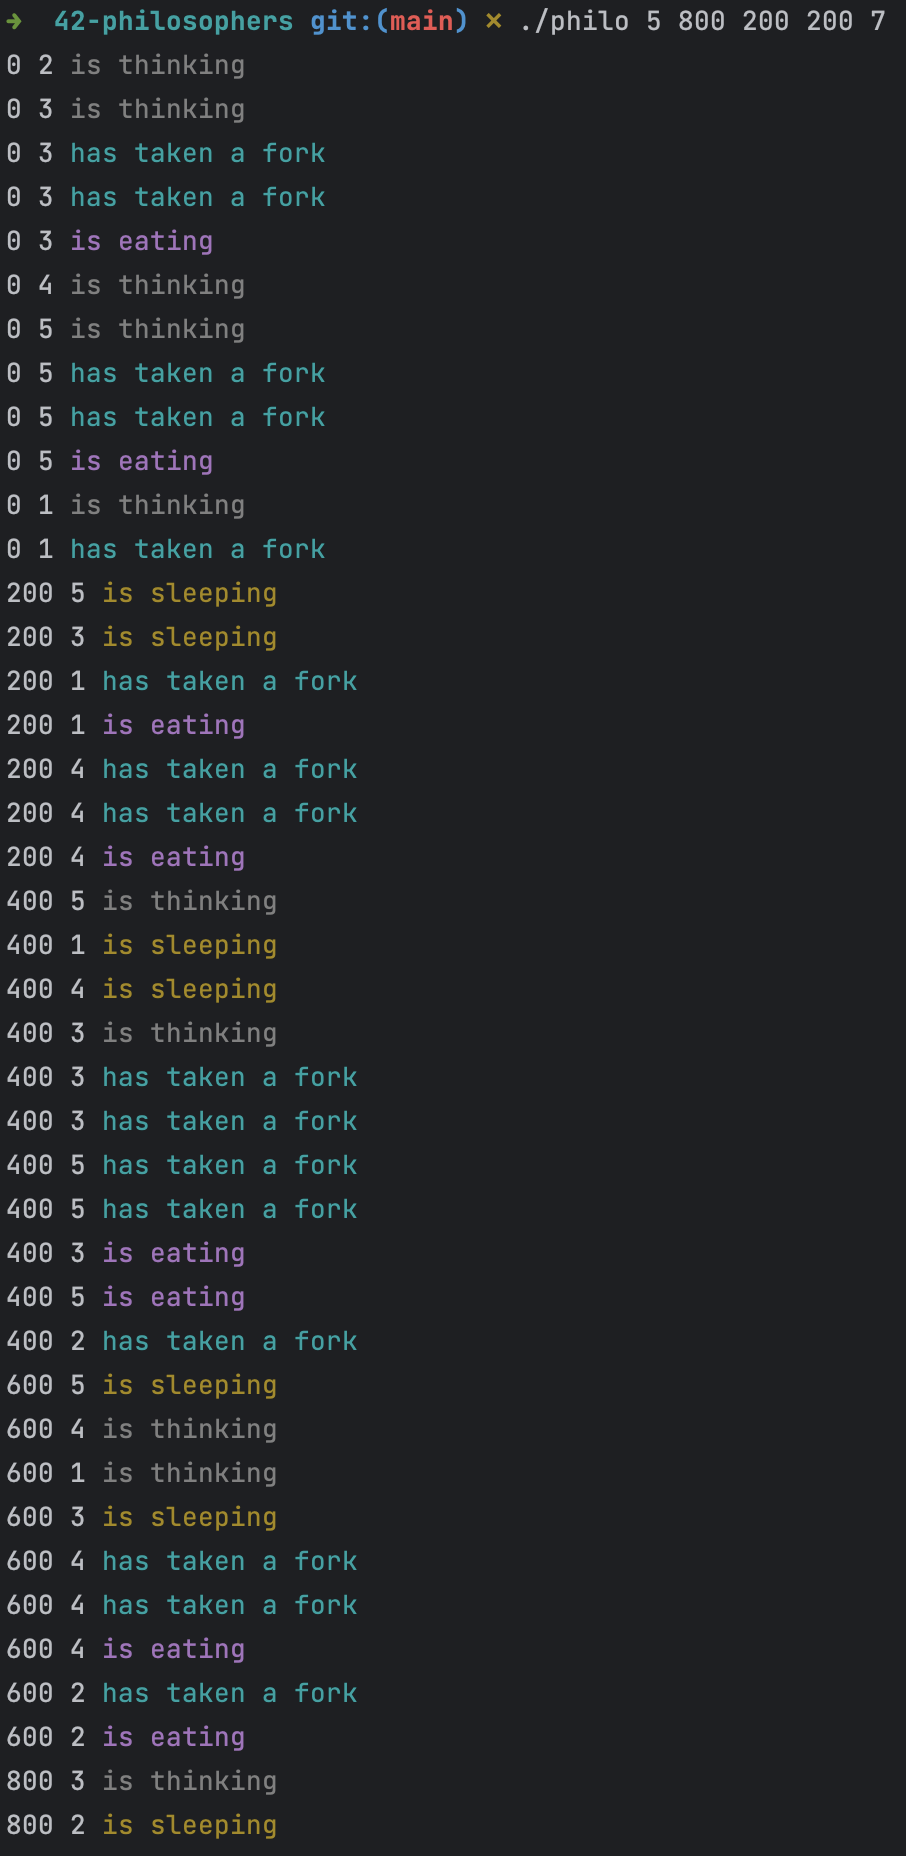 → 42-philosophers git:(main) × ./philo 5 800 200 200 7
0 2 is thinking
0 3 is thinking
0 3 has taken a fork
0 3 has taken a fork
0 3 is eating
0 4 is thinking
0 5 is thinking
0 5 has taken a fork
0 5 has taken a fork
0 5 is eating
0 1 is thinking
0 1 has taken a fork
200 5 is sleeping
200 3 is sleeping
200 1 has taken a fork
200 1 is eating
200 4 has taken a fork
200 4 has taken a fork
200 4 is eating
400 5 is thinking
400 1 is sleeping
400 4 is sleeping
400 3 is thinking
400 3 has taken a fork
400 3 has taken a fork
400 5 has taken a fork
400 5 has taken a fork
400 3 is eating
400 5 is eating
400 2 has taken a fork
600 5 is sleeping
600 4 is thinking
600 1 is thinking
600 3 is sleeping
600 4 has taken a fork
600 4 has taken a fork
600 4 is eating
600 2 has taken a fork
600 2 is eating
800 3 is thinking
800 2 is sleeping